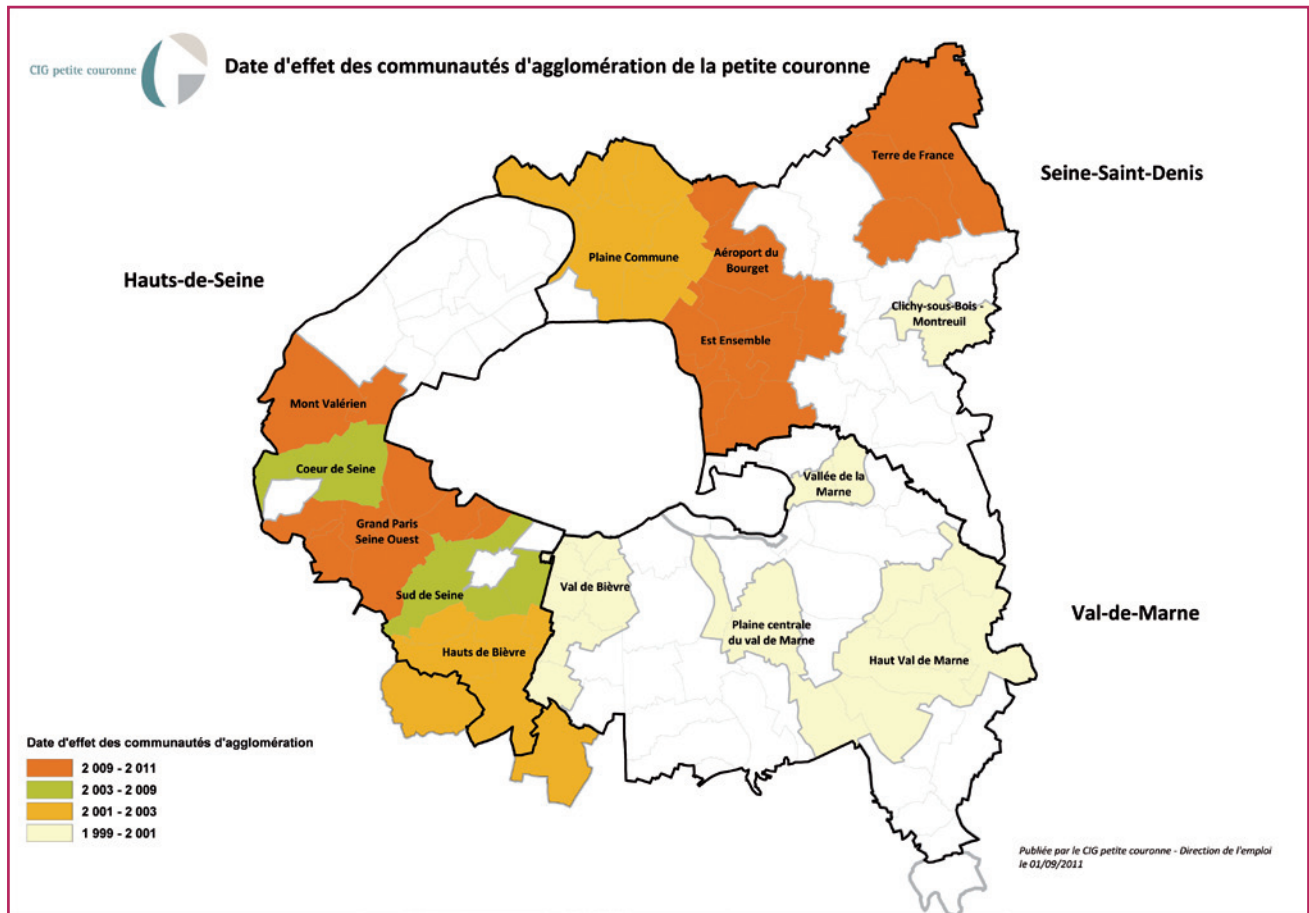 CIG petite couronne
Date d'effet des communautés d'agglomération de la petite couronne
Terre de France
Seine-Saint-Denis
Plaine Commune
Aéroport du
Bourget
Hauts-de-Seine
Clichy-sous-Bois -
Montreuil
Est Ensemble
Mont Valérien
Coeur de Seine
Vallée de la
Marne
Grand Paris
Seine Ouest
Val de Bièvre
Sud de Seine
Val-de-Marne
Plaine centrale
du val de Marne
Hauts de Bièvre
Haut Val de Marne
Date d'effet des communautés d'agglomération
2 009 - 2 011
2 003 - 2 009
2 001 - 2 003
1 999 - 2 001
Publiée par le CIG petite couronne - Direction de l'emploi
le 01/09/2011